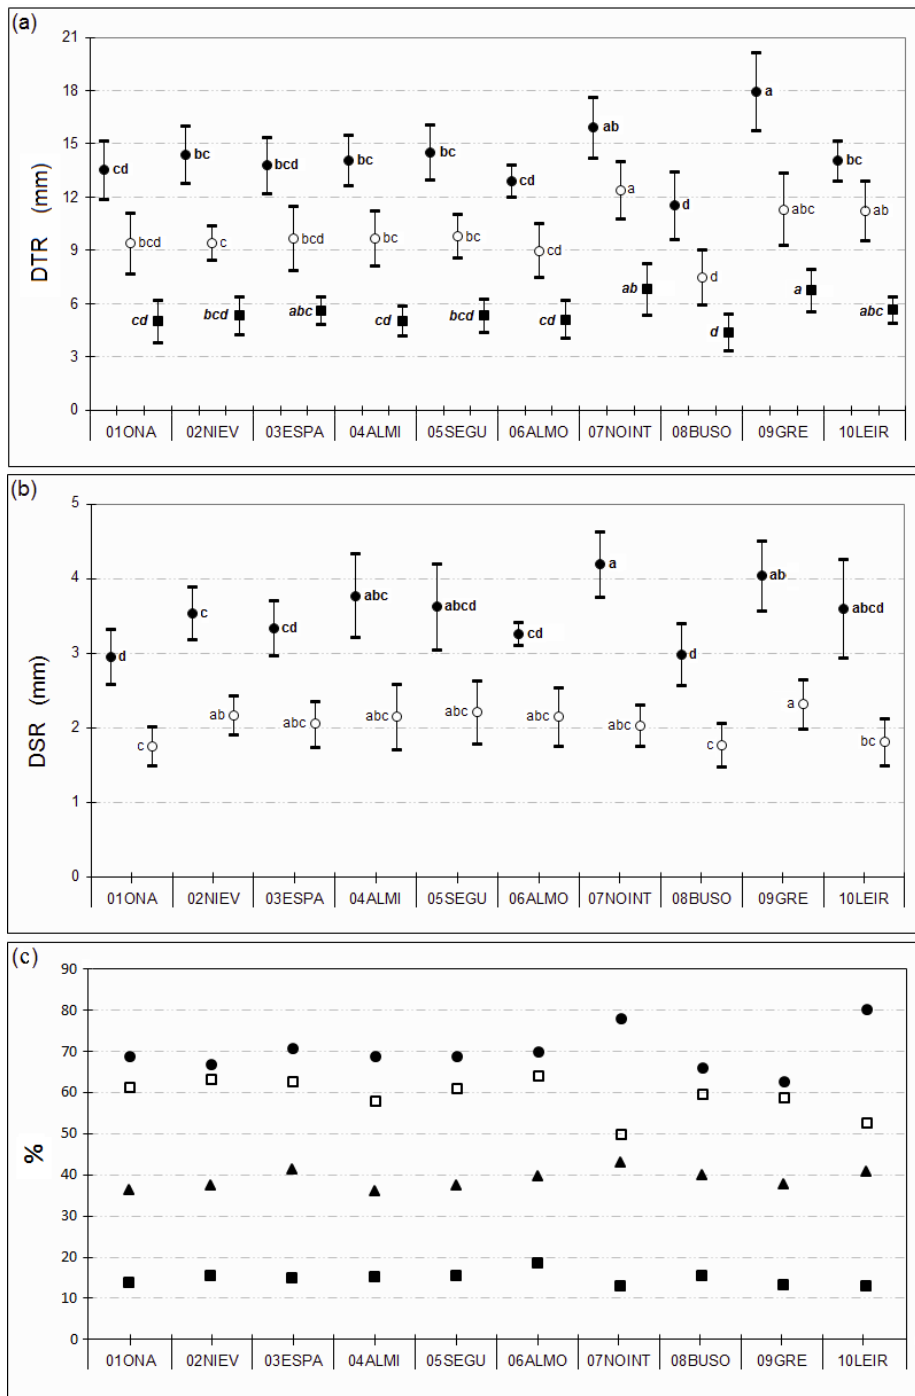 (a)
21
18
15
12
9
6
3
0
DTR (mm)
cd bc bcd bc bc cd ab d a bc
bcd c bcd bc bc cd a d abc ab
cd bcd abc cd bcd cd ab d a abc
01ONA 02NIEV 03ESPA 04ALMI 05SEGU 06ALMO 07NOINT 08BUSO 09GRE 10LEIR
(b)
5
4
3
2
1
0
DSR (mm)
d c cd abc abcd cd a d ab abcd
c ab abc abc abc abc abc c a bc
01ONA 02NIEV 03ESPA 04ALMI 05SEGU 06ALMO 07NOINT 08BUSO 09GRE 10LEIR
(c)
90
80
70
60
50
40
30
20
10
0
%
01ONA 02NIEV 03ESPA 04ALMI 05SEGU 06ALMO 07NOINT 08BUSO 09GRE 10LEIR